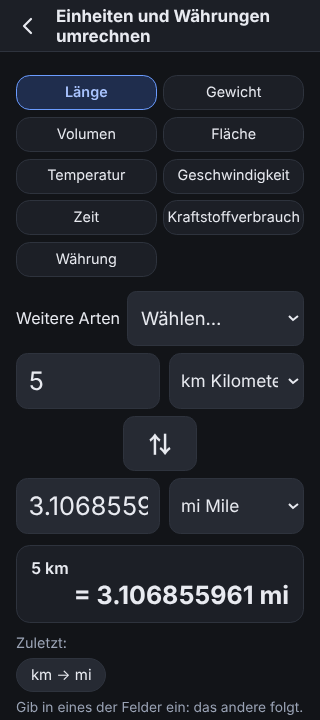 Einheiten und Währungen
umrechnen
Länge
Gewicht
Volumen
Fläche
Temperatur
Geschwindigkeit
Zeit
Kraftstoffverbrauch
Währung
Weitere Arten
Wählen...
5
km Kilomete
3.1068559
mi Mile
5 km
= 3.106855961 mi
Zuletzt:
km → mi
Gib in eines der Felder ein: das andere folgt.